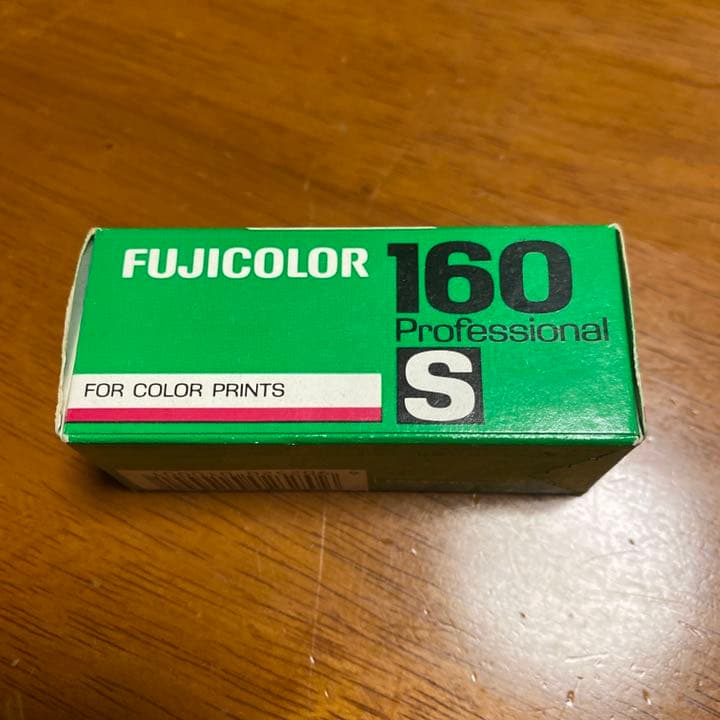 FUJICOLOR
160
Professional
S
FOR COLOR PRINTS